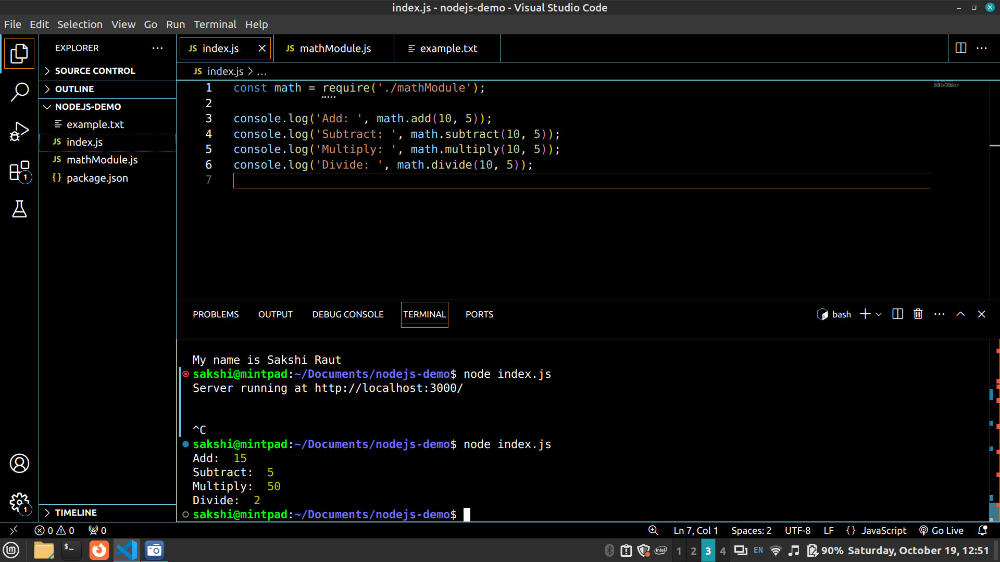 index.js - nodejs-demo - Visual Studio Code
File Edit Selection View Go Run Terminal Help
EXPLORER
SOURCE CONTROL
OUTLINE
NODEJS-DEMO
example.txt
JS index.js
JS mathModule.js
{} package.json
TIMELINE
1
1
JS index.js
JS mathModule.js
example.txt
JS index.js > ...
1 const math = require('./mathModule');
2
3 console.log('Add: ', math.add(10, 5));
4 console.log('Subtract: ', math.subtract(10, 5));
5 console.log('Multiply: ', math.multiply(10, 5));
6 console.log('Divide: ', math.divide(10, 5));
7
PROBLEMS OUTPUT DEBUG CONSOLE TERMINAL PORTS
bash
My name is Sakshi Raut
sakshi@mintpad:~/Documents/nodejs-demo$ node index.js
Server running at http://localhost:3000/
^C
sakshi@mintpad:~/Documents/nodejs-demo$ node index.js
Add:  15
Subtract:  5
Multiply:  50
Divide:  2
sakshi@mintpad:~/Documents/nodejs-demo$
0 0 0
Ln 7, Col 1 Spaces: 2 UTF-8 LF {} JavaScript Go Live
$_ intel 1 2 3 4 EN 90% Saturday, October 19, 12:51